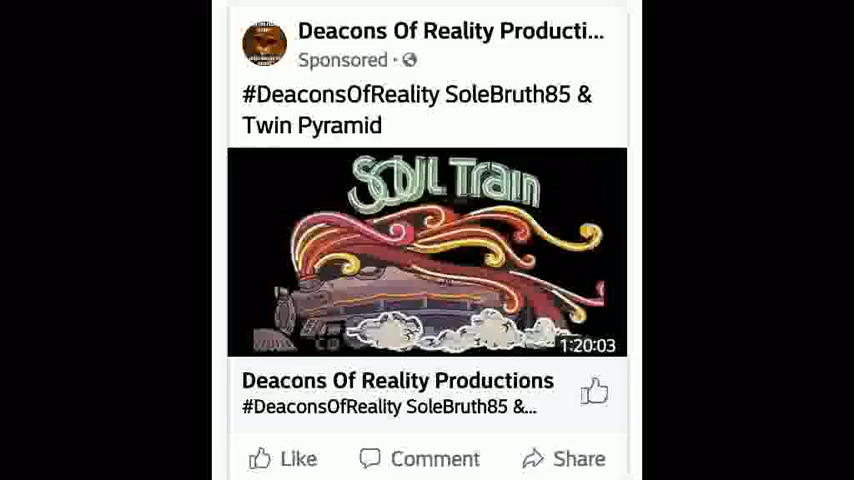 Deacons Of Reality Producti...
Sponsored ·
#DeaconsOfReality SoleBruth85 &
Twin Pyramid
SOUL Train
1:20:03
Deacons Of Reality Productions
#DeaconsOfReality SoleBruth85 &...
Like Comment Share